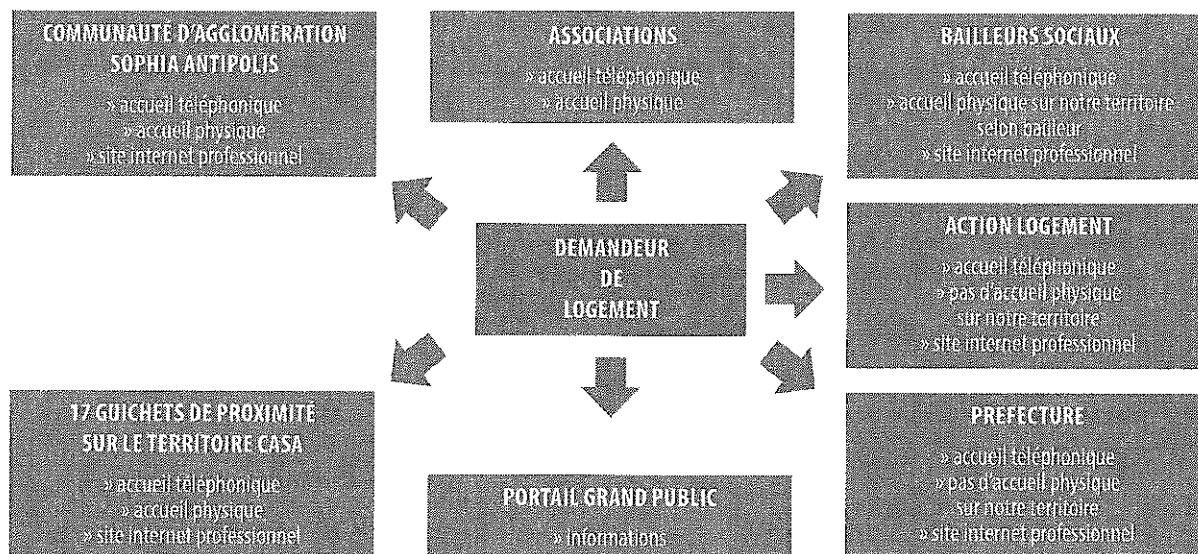 COMMUNAUTÉ D'AGGLOMÉRATION
SOPHIA ANTIPOLIS
» accueil téléphonique
» accueil physique
» site internet professionnel
ASSOCIATIONS
» accueil téléphonique
» accueil physique
BAILLEURS SOCIAUX
» accueil téléphonique
» accueil physique sur notre territoire
selon bailleur
» site internet professionnel
DEMANDEUR
DE
LOGEMENT
ACTION LOGEMENT
» accueil téléphonique
» pas d'accueil physique
sur notre territoire
» site internet professionnel
17 GUICHETS DE PROXIMITÉ
SUR LE TERRITOIRE CASA
» accueil téléphonique
» accueil physique
» site internet professionnel
PORTAIL GRAND PUBLIC
» informations
PREFECTURE
» accueil téléphonique
» pas d'accueil physique
sur notre territoire
» site internet professionnel